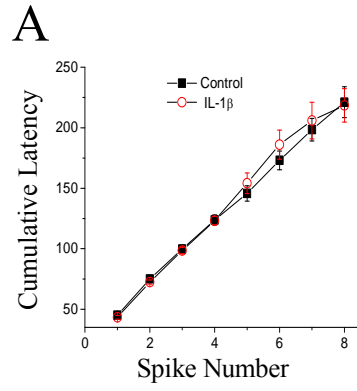 A
Control
IL-1β
250
200
150
100
50
0
2
4
6
8
Cumulative Latency
Spike Number